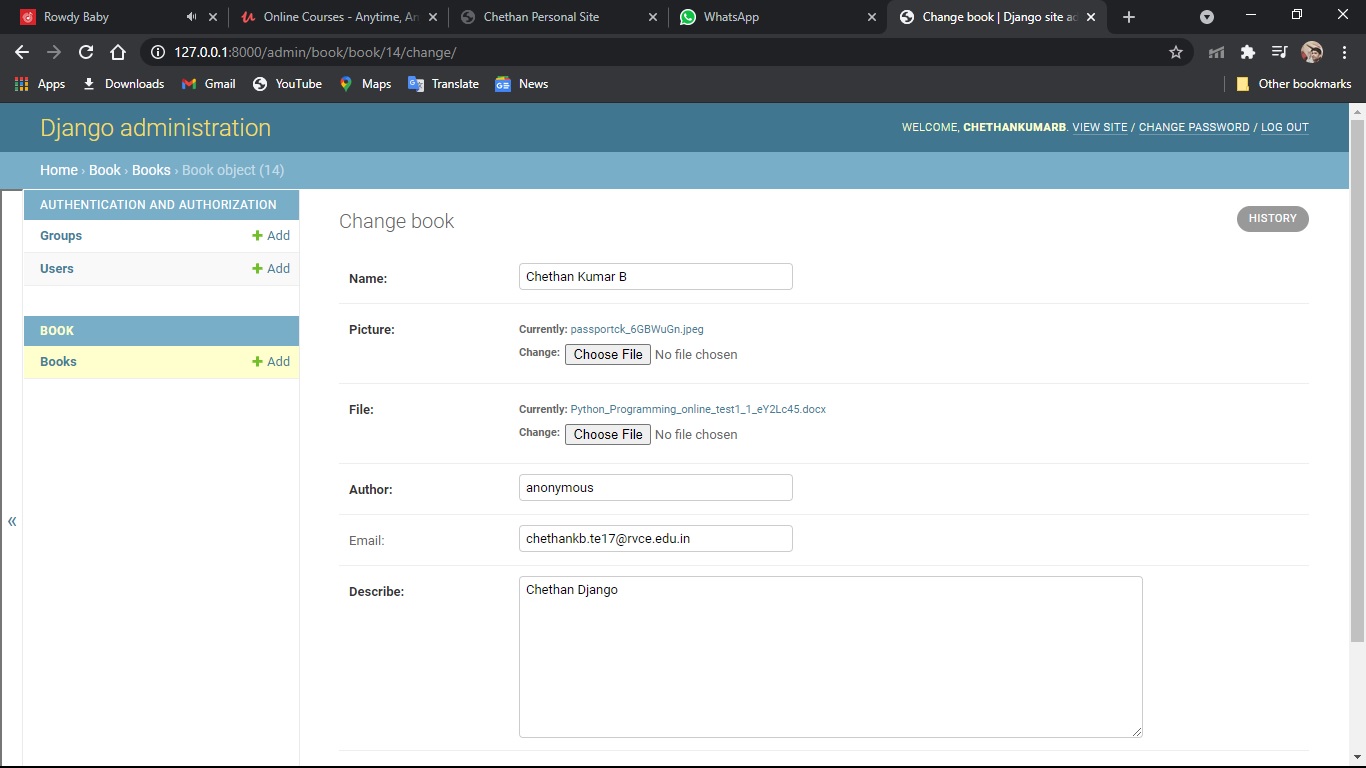 Rowdy Baby
Online Courses - Anytime, An
Chethan Personal Site
WhatsApp
Change book | Django site ad
127.0.0.1:8000/admin/book/book/14/change/
Apps Downloads Gmail YouTube Maps Translate News Other bookmarks
Django administration
WELCOME, CHETHANKUMARB. VIEW SITE / CHANGE PASSWORD / LOG OUT
Home › Book › Books › Book object (14)
AUTHENTICATION AND AUTHORIZATION
Groups + Add
Users + Add
BOOK
Books + Add
«
Change book
HISTORY
Name: Chethan Kumar B
Picture: Currently: passportck_6GBWuGn.jpeg
Change: Choose File No file chosen
File: Currently: Python_Programming_online_test1_1_eY2Lc45.docx
Change: Choose File No file chosen
Author: anonymous
Email: chethankb.te17@rvce.edu.in
Describe: Chethan Django